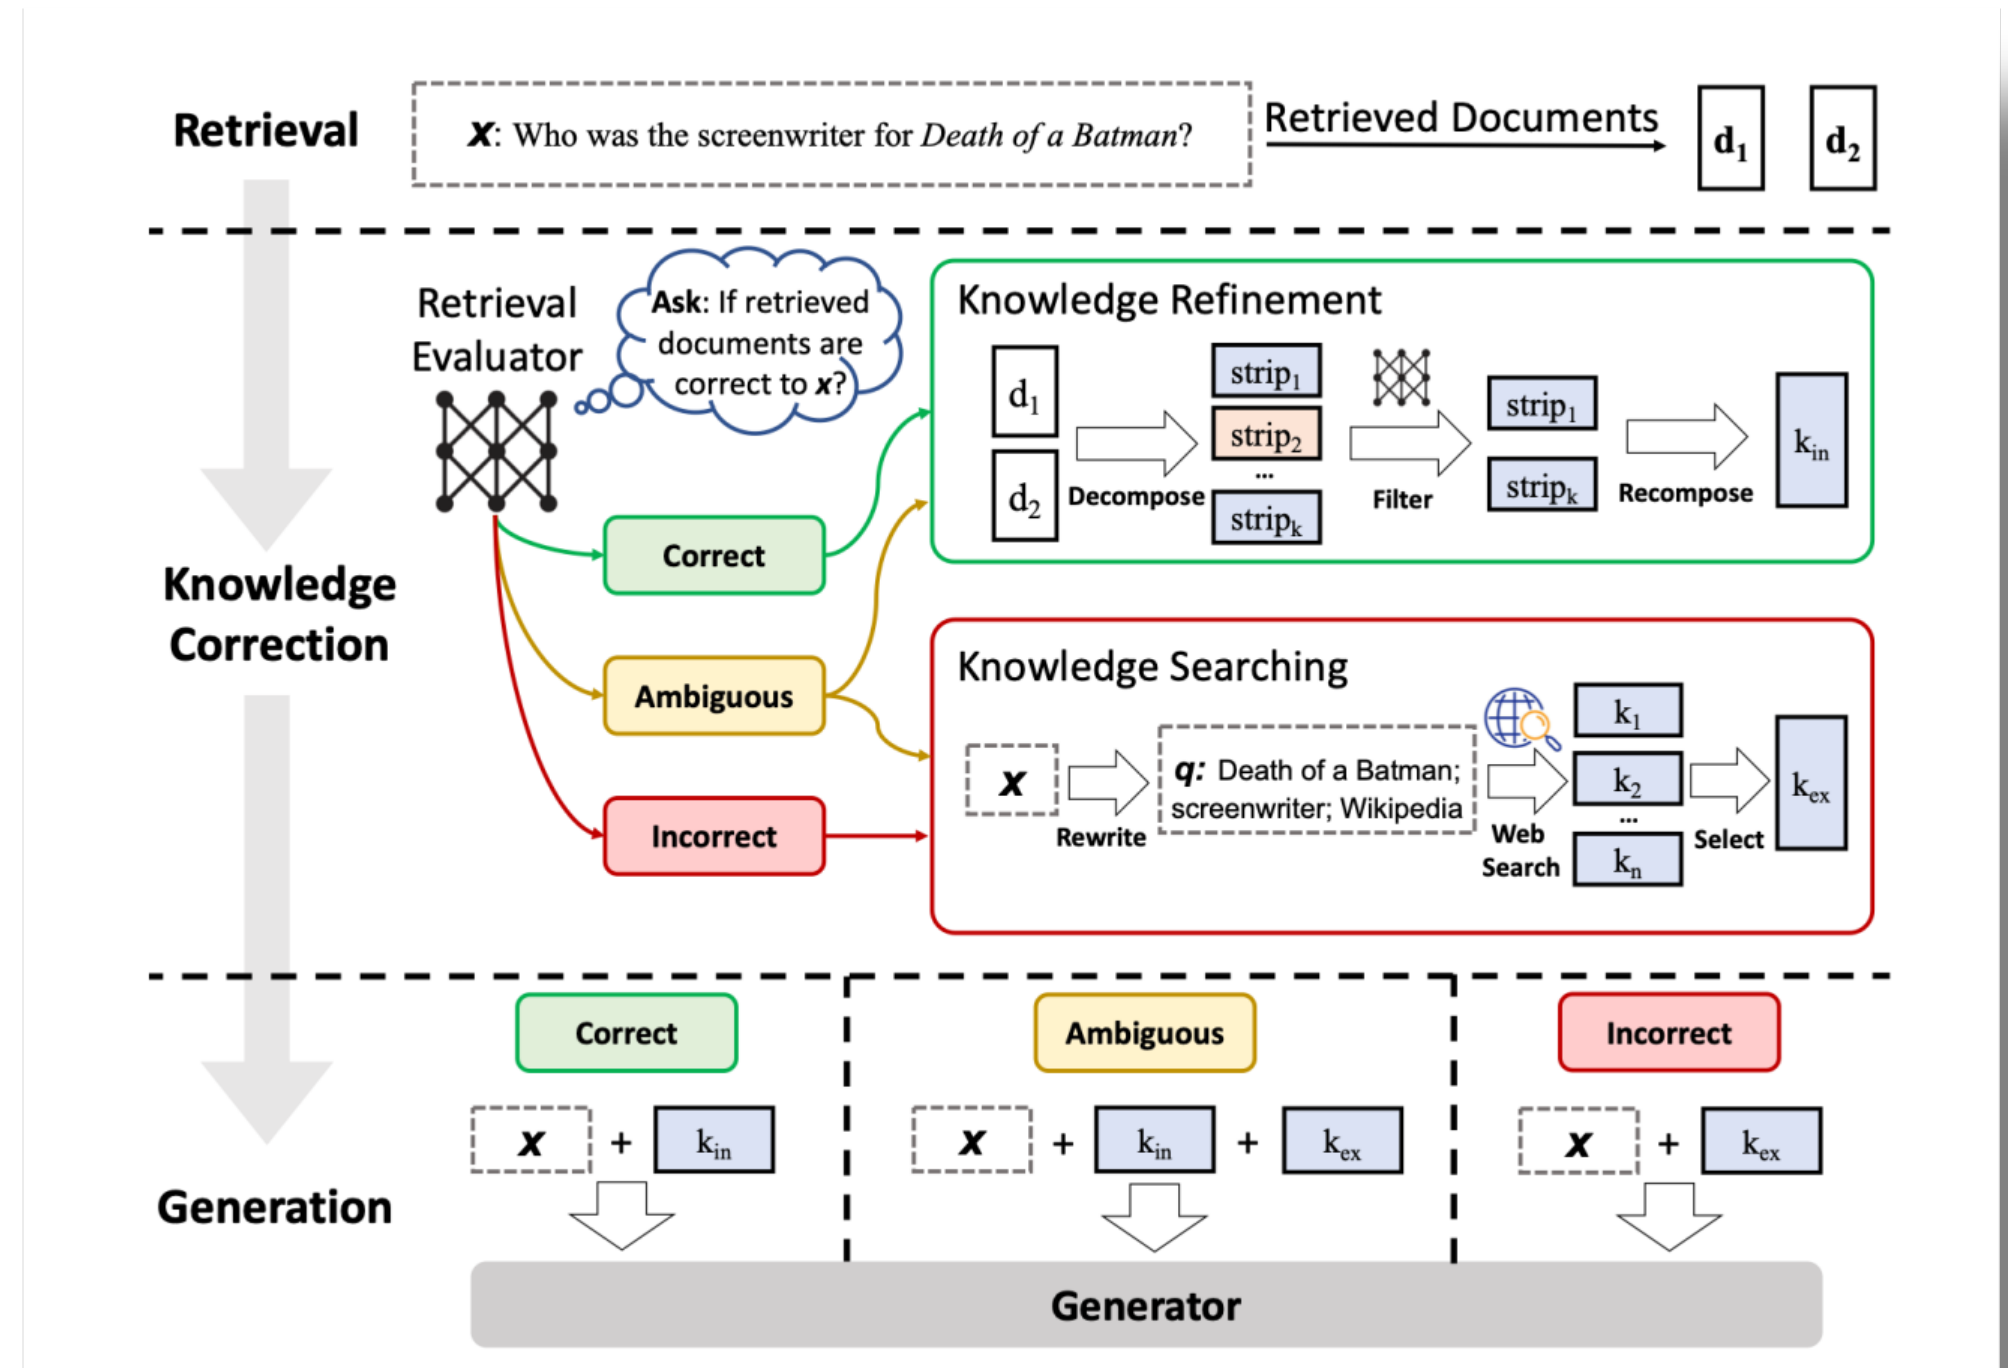 Retrieval
x: Who was the screenwriter for Death of a Batman?
Retrieved Documents
d1
d2
Retrieval
Evaluator
Ask: If retrieved
documents are
correct to x?
Knowledge
Correction
Correct
Ambiguous
Incorrect
Knowledge Refinement
d1
d2
Decompose
strip1
strip2
...
stripk
Filter
strip1
stripk
Recompose
kin
Knowledge Searching
x
Rewrite
q: Death of a Batman;
screenwriter; Wikipedia
Web
Search
k1
k2
...
kn
Select
kex
Generation
Correct
x + kin
Ambiguous
x + kin + kex
Incorrect
x + kex
Generator